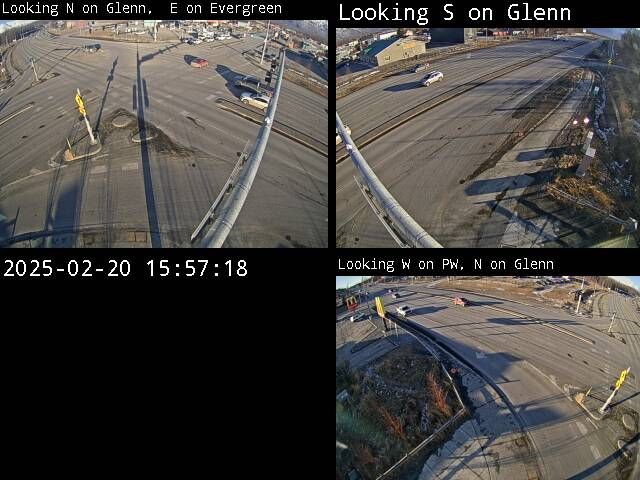 Looking N on Glenn,  E on Evergreen
Looking S on Glenn
2025-02-20 15:57:18
Looking W on PW, N on Glenn